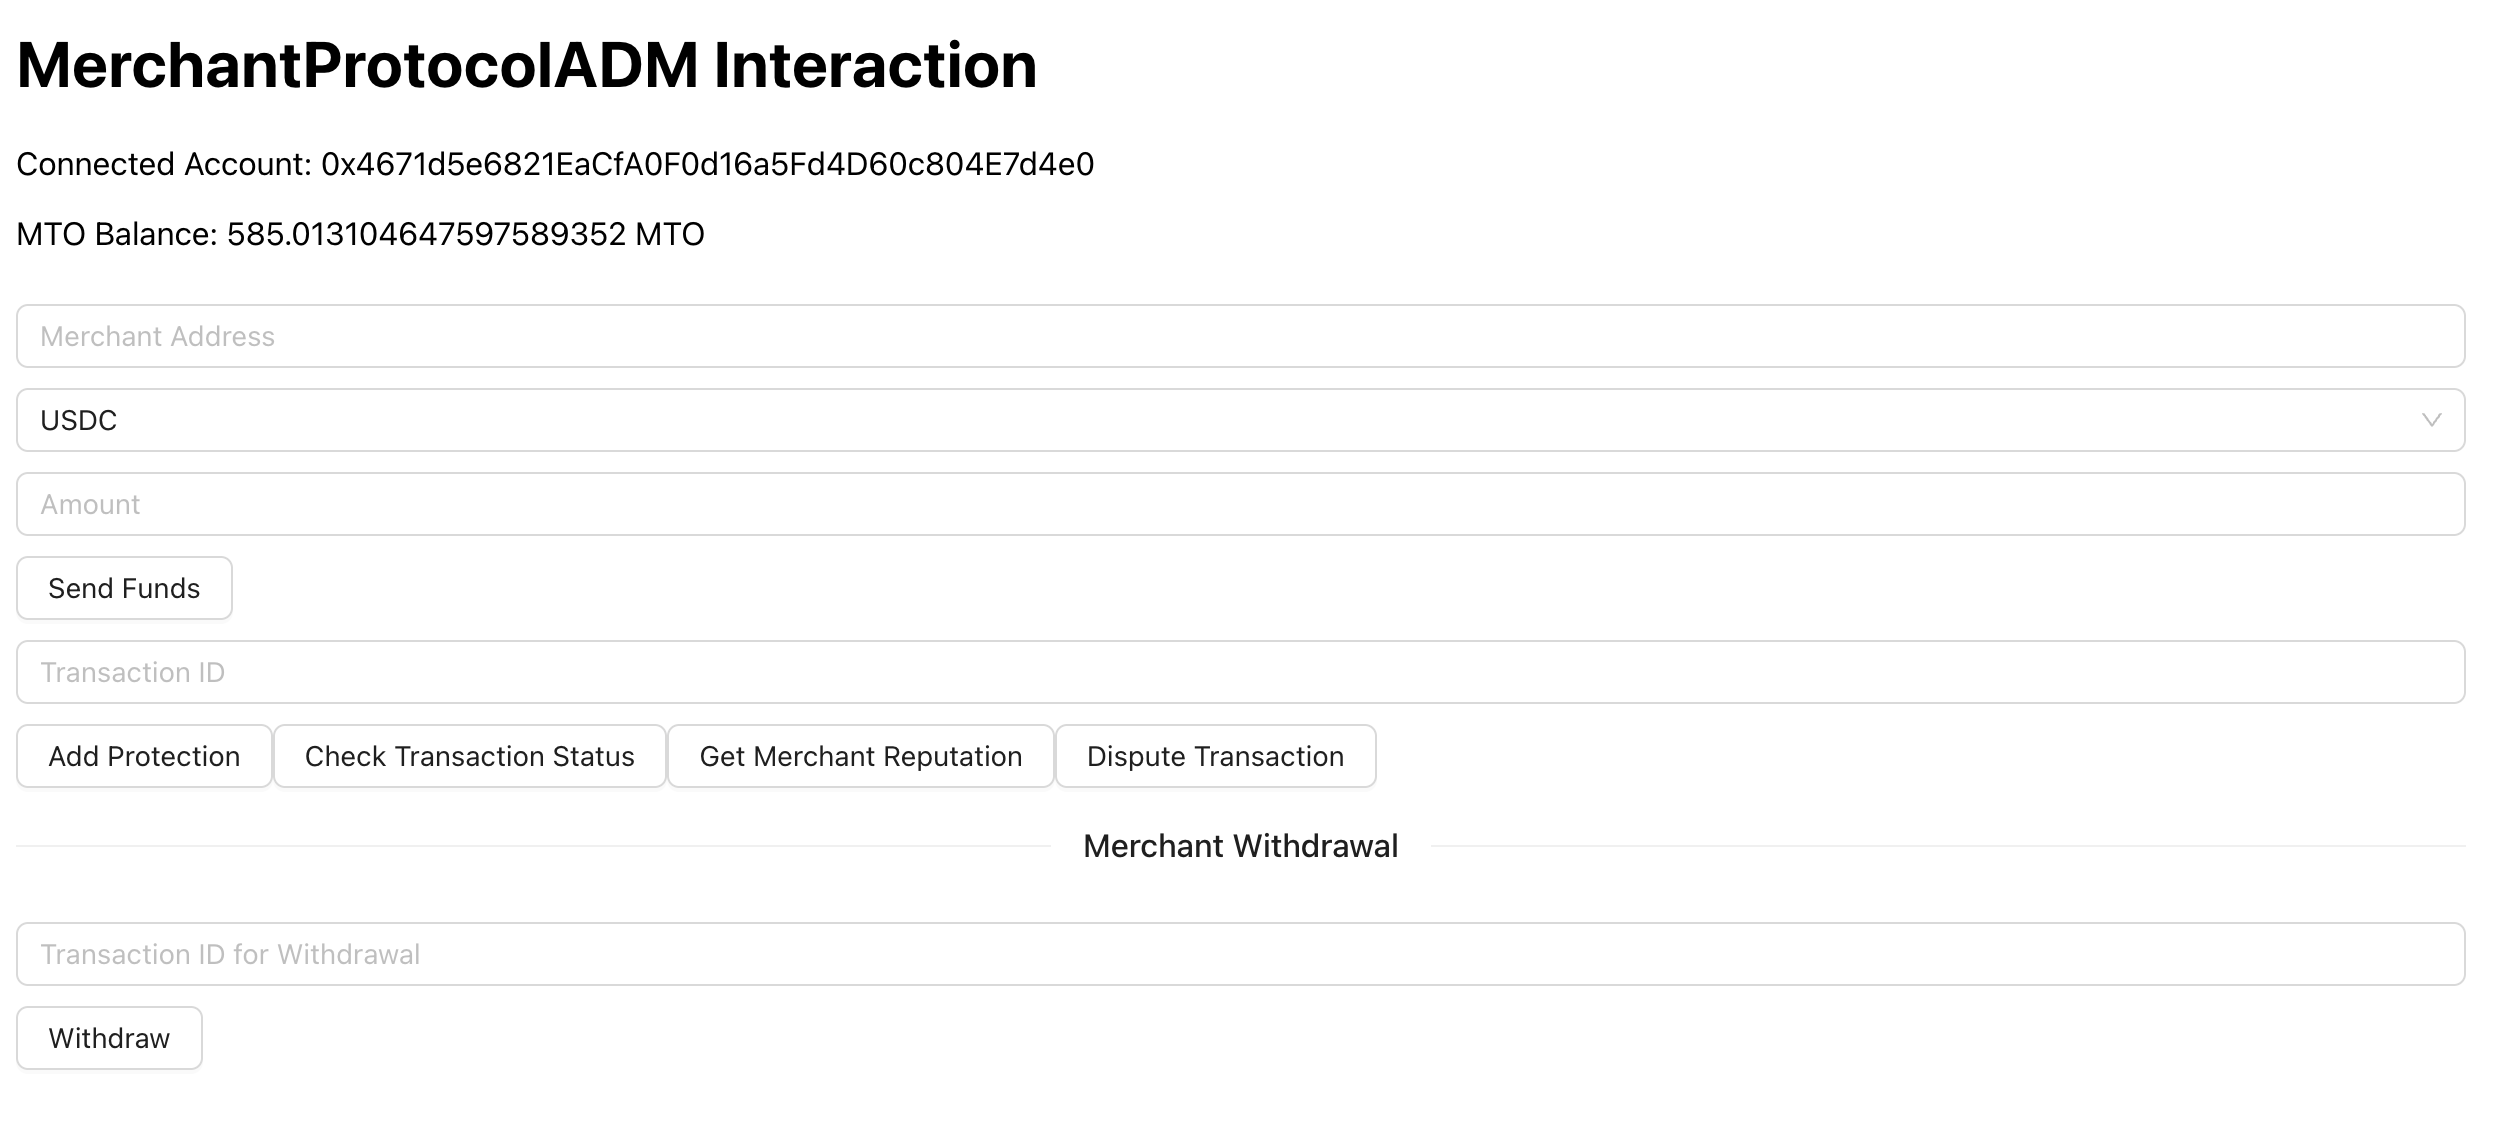 MerchantProtocolADM Interaction
Connected Account: 0x4671d5e6821EaCfA0F0d16a5Fd4D60c804E7d4e0
MTO Balance: 585.013104647597589352 MTO
Merchant Address
USDC
Amount
Send Funds
Transaction ID
Add Protection Check Transaction Status Get Merchant Reputation Dispute Transaction
Merchant Withdrawal
Transaction ID for Withdrawal
Withdraw